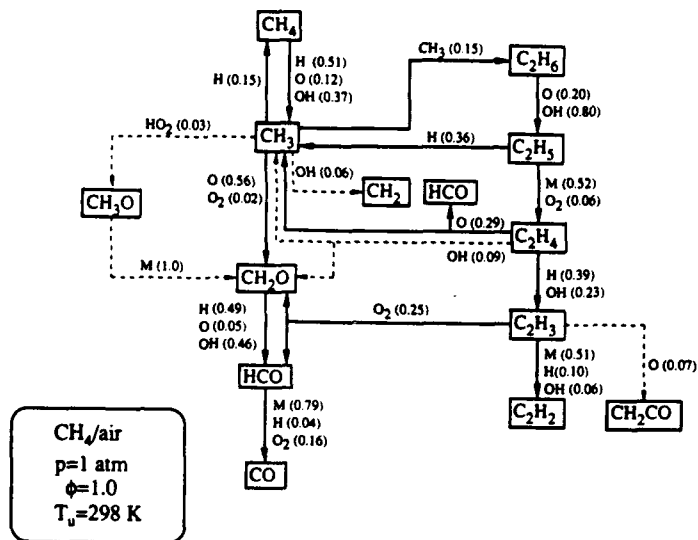 CH4
H (0.51)
O (0.12)
OH (0.37)
H (0.15)
CH3 (0.15)
C2H6
O (0.20)
OH (0.80)
HO2 (0.03)
CH3
H (0.36)
C2H5
O (0.56)
O2 (0.02)
OH (0.06)
CH2
HCO
M (0.52)
O2 (0.06)
CH3O
O (0.29)
C2H4
M (1.0)
CH2O
OH (0.09)
H (0.39)
OH (0.23)
H (0.49)
O (0.05)
OH (0.46)
O2 (0.25)
C2H3
HCO
M (0.51)
H(0.10)
OH (0.06)
O (0.07)
C2H2
CH2CO
M (0.79)
H (0.04)
O2 (0.16)
CO
CH4/air
p=1 atm
ϕ=1.0
Tu=298 K